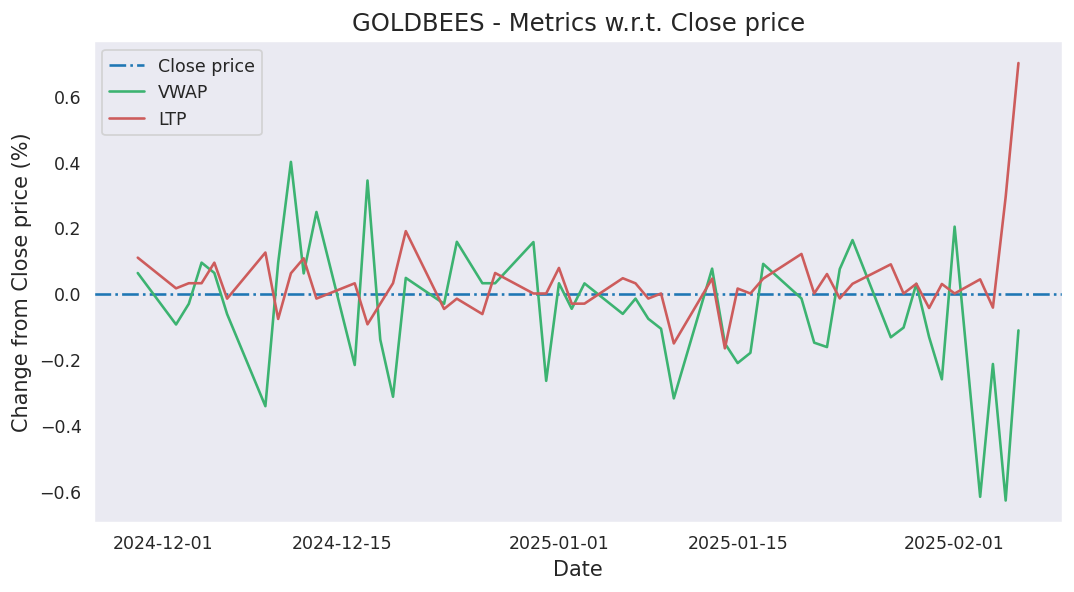 GOLDBEES - Metrics w.r.t. Close price
Close price
VWAP
LTP
Change from Close price (%)
0.6
0.4
0.2
0.0
−0.2
−0.4
−0.6
2024-12-01
2024-12-15
2025-01-01
2025-01-15
2025-02-01
Date